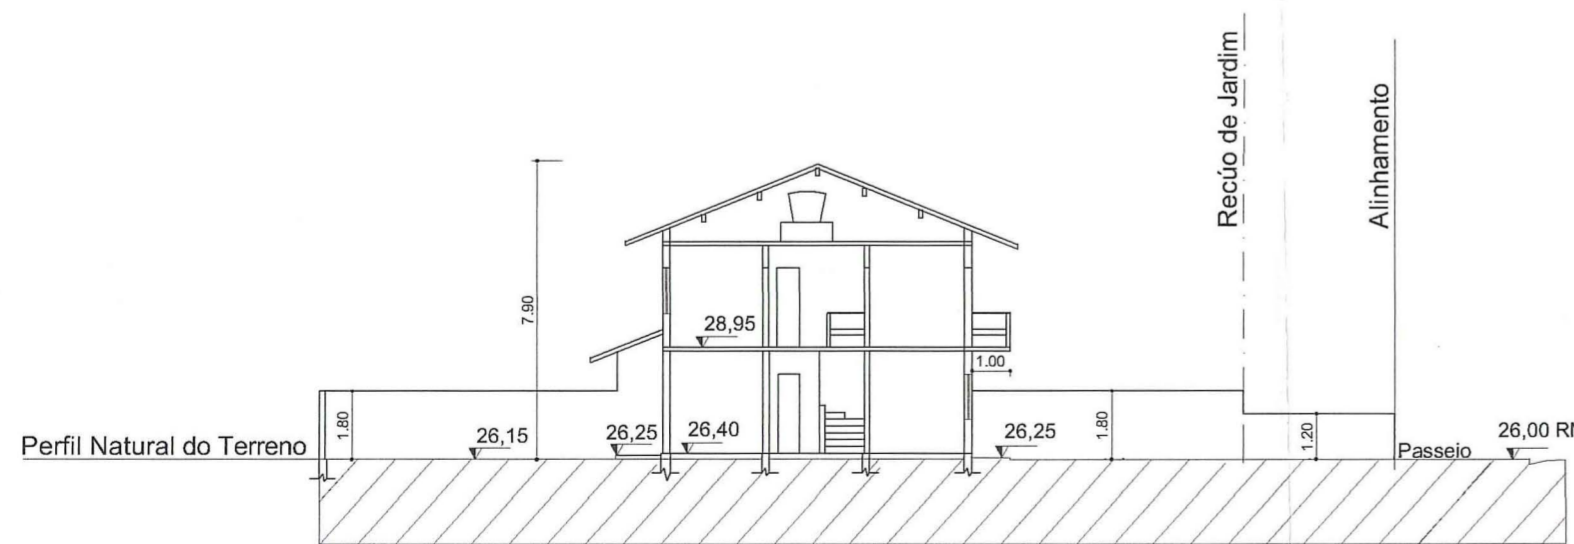 Recúo de Jardim
Alinhamento
7.90
28,95
1.00
1.80
26,15
26,25
26,40
26,25
1.80
1.20
26,00 RN
Perfil Natural do Terreno
Passeio